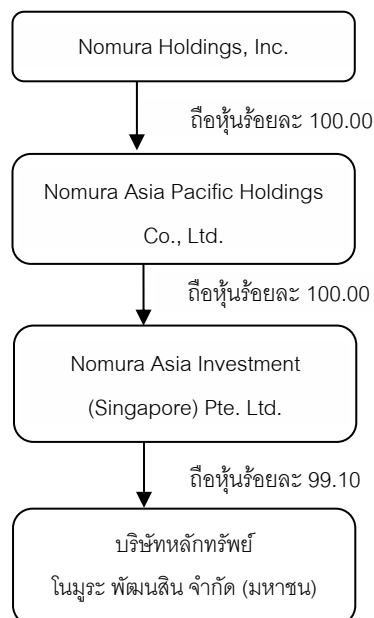 Nomura Holdings, Inc.
ถือหุ้นร้อยละ 100.00
Nomura Asia Pacific Holdings
Co., Ltd.
ถือหุ้นร้อยละ 100.00
Nomura Asia Investment
(Singapore) Pte. Ltd.
ถือหุ้นร้อยละ 99.10
บริษัทหลักทรัพย์
โนมูระ พัฒนสิน จำกัด (มหาชน)